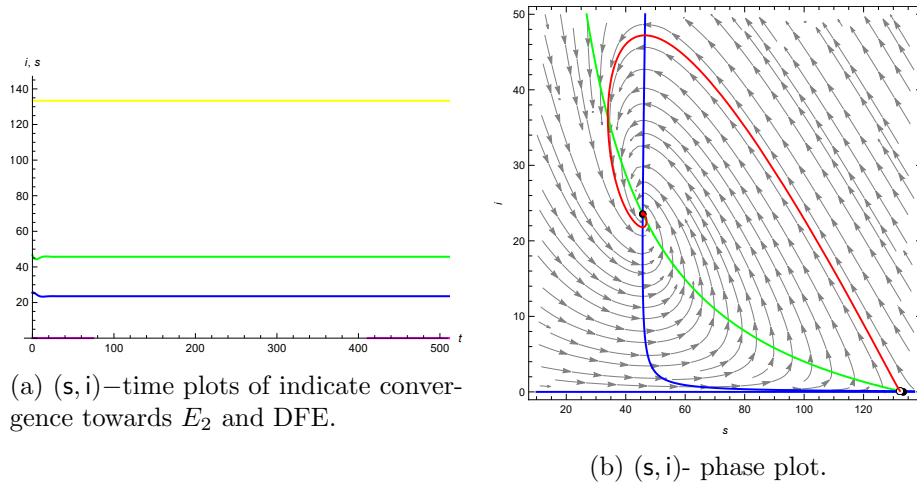 i, s
140
120
100
80
60
40
20
0 100 200 300 400 500 t
(a) (s, i)−time plots of indicate conver-
gence towards E₂ and DFE.
50
40
30
i
20
10
0
20 40 60 80 100 120
s
(b) (s, i)- phase plot.